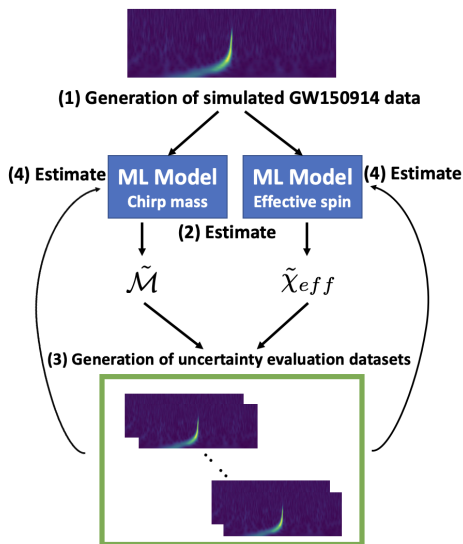 (1) Generation of simulated GW150914 data
(4) Estimate
ML Model
Chirp mass
ML Model
Effective spin
(4) Estimate
(2) Estimate
ℳ̃
χ̃eff
(3) Generation of uncertainty evaluation datasets